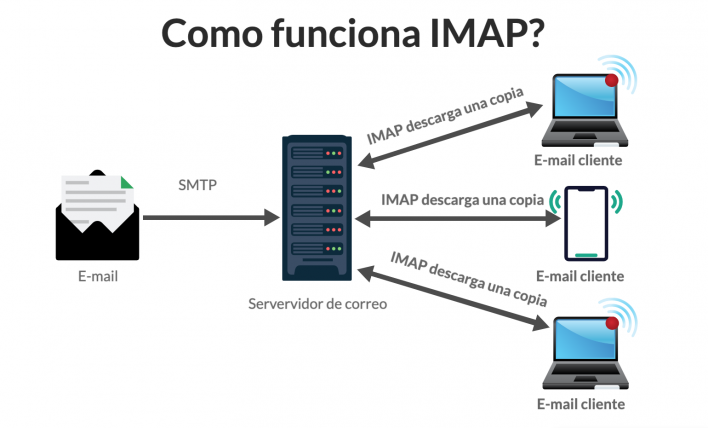 Como funciona IMAP?
SMTP
E-mail
Servervidor de correo
IMAP descarga una copia
E-mail cliente
IMAP descarga una copia
E-mail cliente
IMAP descarga una copia
E-mail cliente